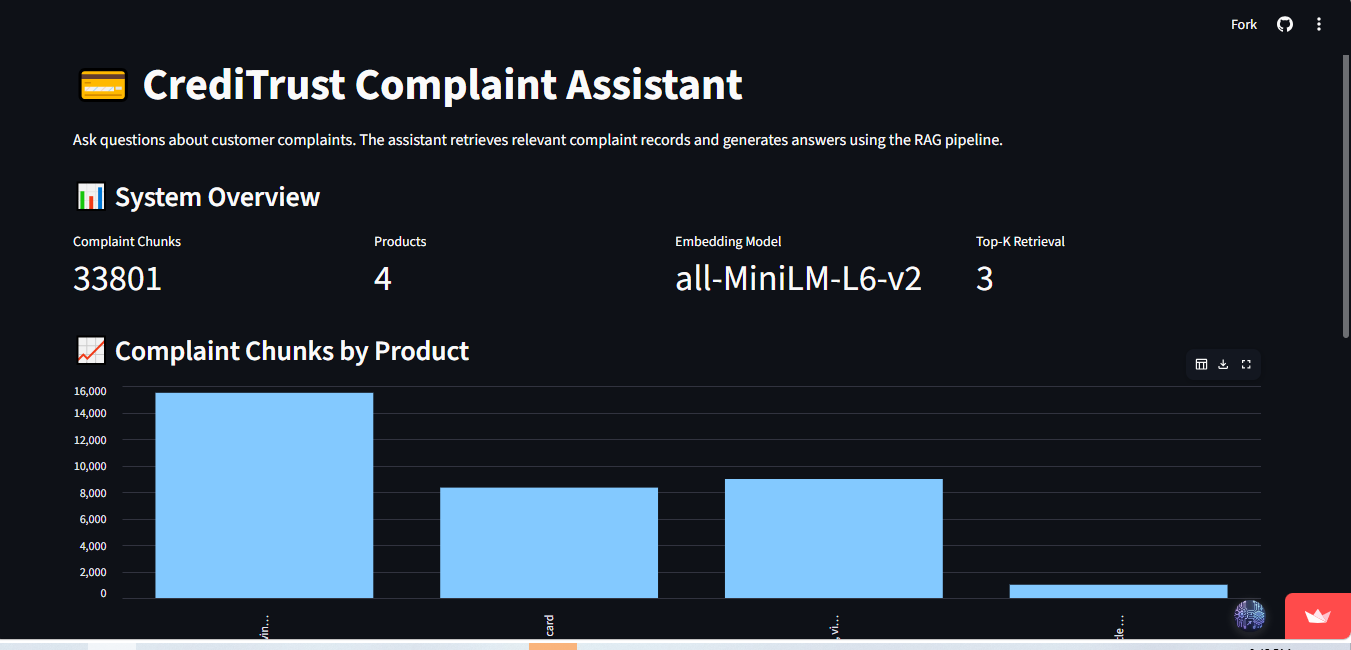 Fork
CrediTrust Complaint Assistant
Ask questions about customer complaints. The assistant retrieves relevant complaint records and generates answers using the RAG pipeline.
System Overview
Complaint Chunks
Products
Embedding Model
Top-K Retrieval
33801
4
all-MiniLM-L6-v2
3
Complaint Chunks by Product
16,000
14,000
12,000
10,000
8,000
6,000
4,000
2,000
0
card